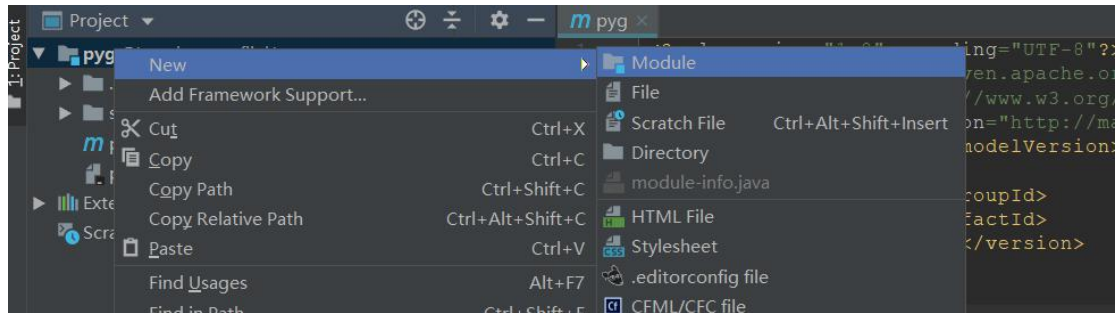 Project
pyg
1: Project
pyg
New
Module
Add Framework Support...
File
Cut Ctrl+X
Scratch File Ctrl+Alt+Shift+Insert
Copy Ctrl+C
Directory
Copy Path Ctrl+Shift+C
module-info.java
Copy Relative Path Ctrl+Alt+Shift+C
HTML File
Paste Ctrl+V
Stylesheet
Find Usages Alt+F7
.editorconfig file
CFML/CFC file
ing="UTF-8"?>
//www.w3.org/
on="http://ma
modelVersion>
roupId>
factId>
</version>
Exte
Scra